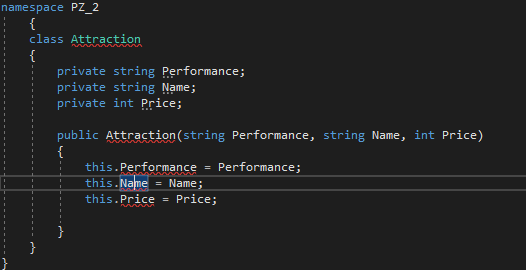 namespace PZ_2
{
class Attraction
{
private string Performance;
private string Name;
private int Price;
public Attraction(string Performance, string Name, int Price)
{
this.Performance = Performance;
this.Name = Name;
this.Price = Price;
}
}
}